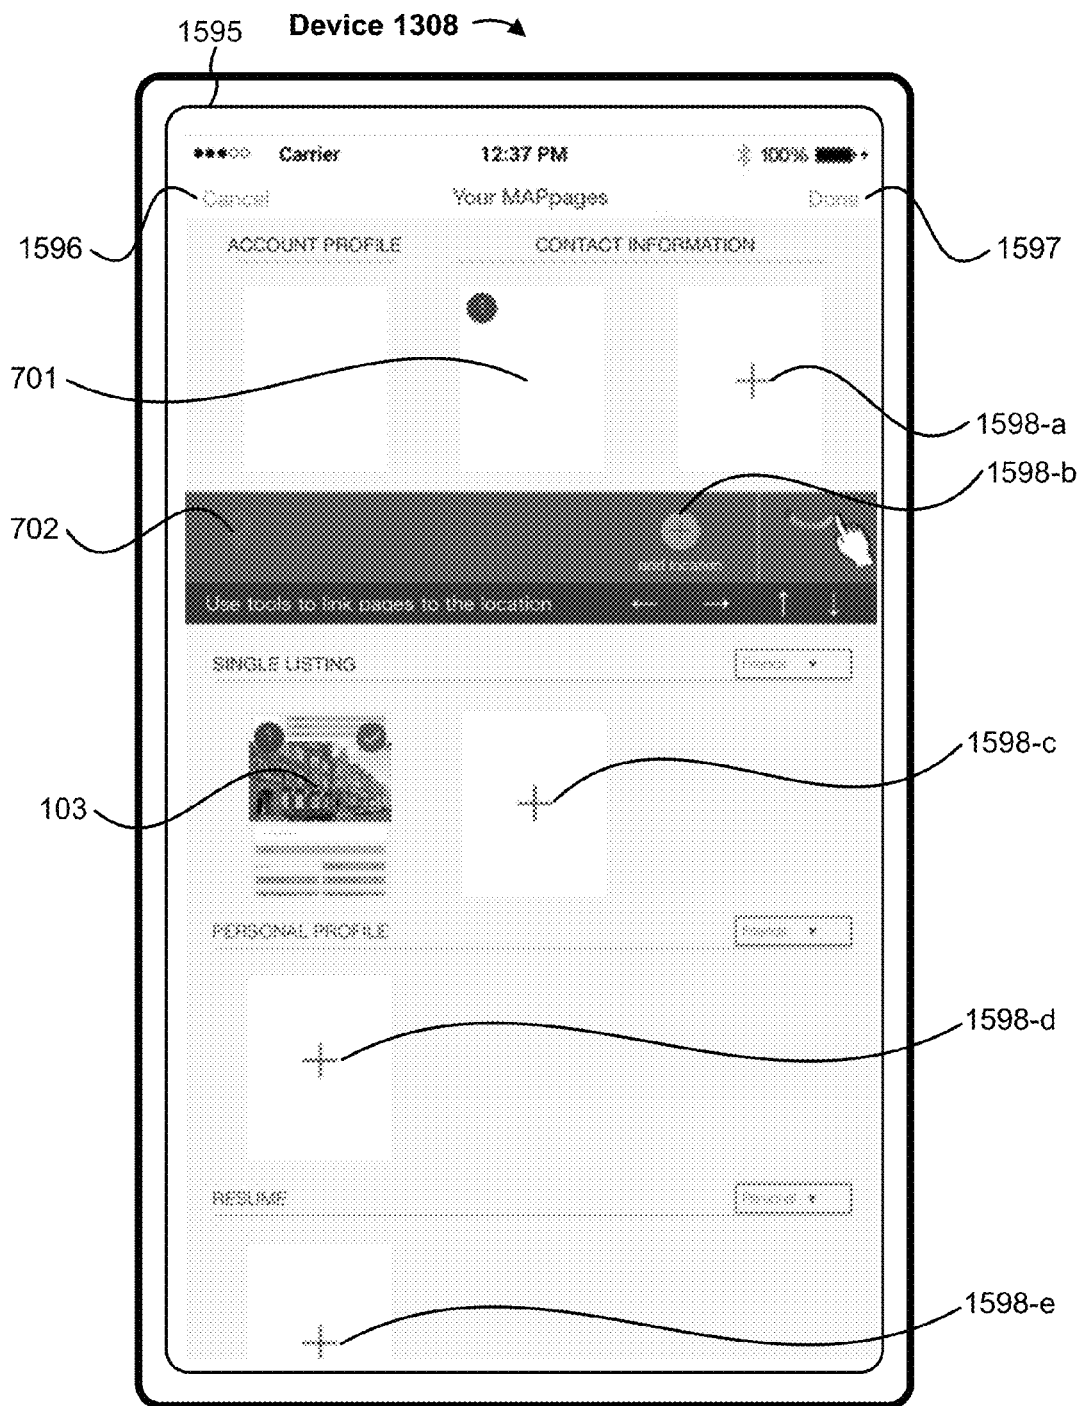 Device 1308
1595
Carrier 12:37 PM 100%
Cancel Your MAPpages Done
1596
1597
ACCOUNT PROFILE CONTACT INFORMATION
701
1598-a
1598-b
702
Use tools to link pages to the location
SINGLE LISTING
1598-c
103
PERSONAL PROFILE
1598-d
RESUME Personal
1598-e